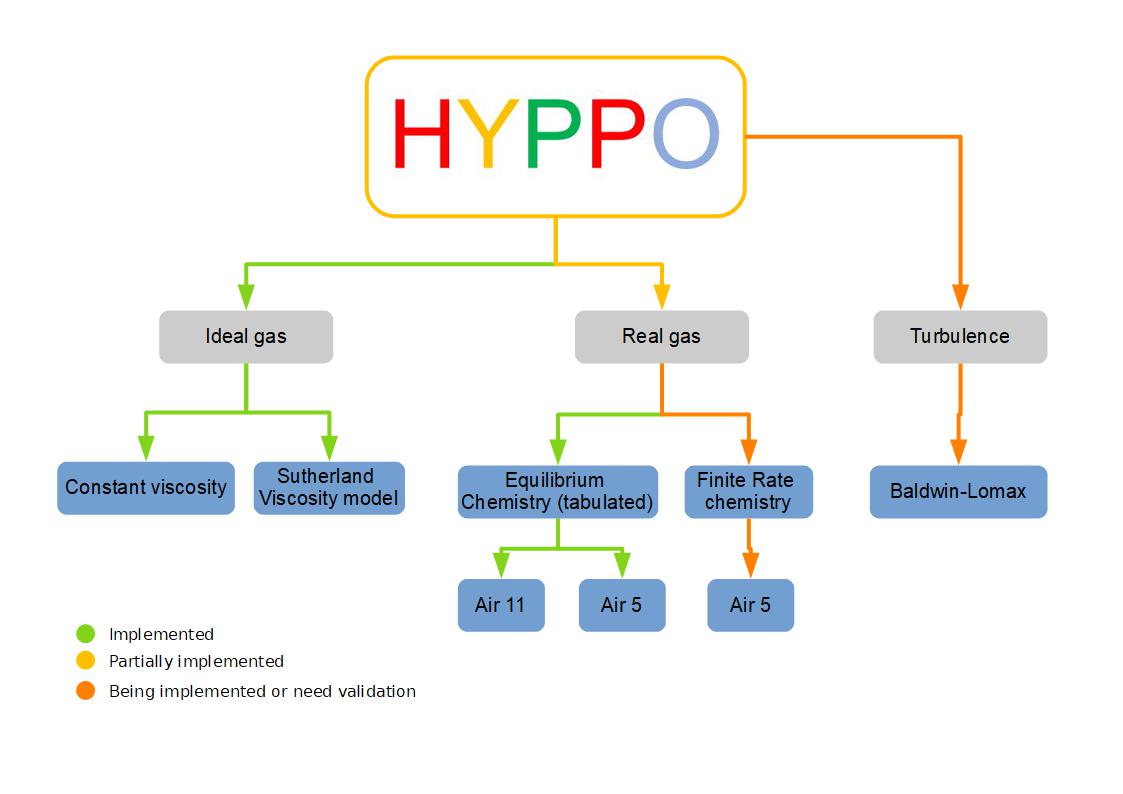 HYPPO
Ideal gas
Real gas
Turbulence
Constant viscosity
Sutherland
Viscosity model
Equilibrium
Chemistry (tabulated)
Finite Rate
chemistry
Baldwin-Lomax
Air 11
Air 5
Air 5
Implemented
Partially implemented
Being implemented or need validation